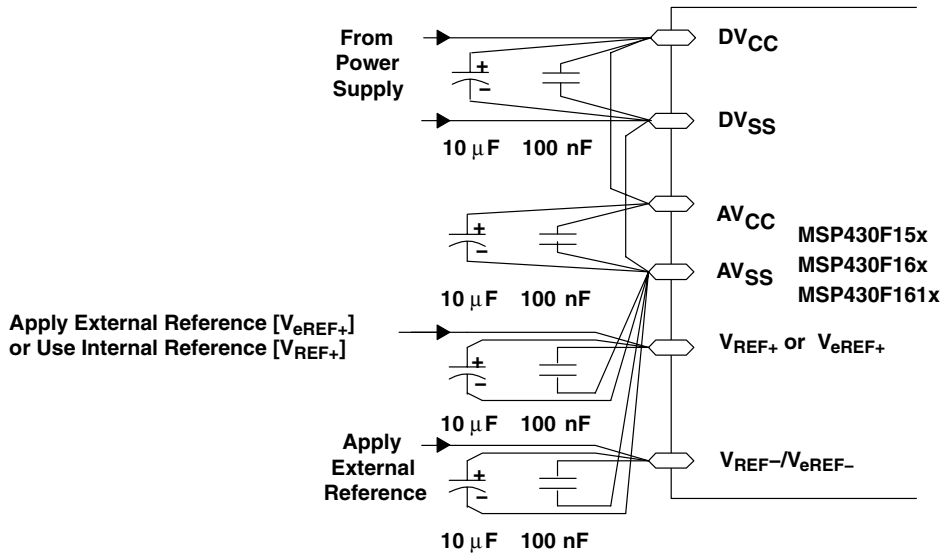 From
Power
Supply
+
−
10 μF 100 nF
DVCC
DVSS
+
−
10 μF 100 nF
AVCC
AVSS
MSP430F15x
MSP430F16x
MSP430F161x
Apply External Reference [VeREF+]
or Use Internal Reference [VREF+]
+
−
10 μF 100 nF
VREF+ or VeREF+
Apply
External
Reference
+
−
10 μF 100 nF
VREF−/VeREF−